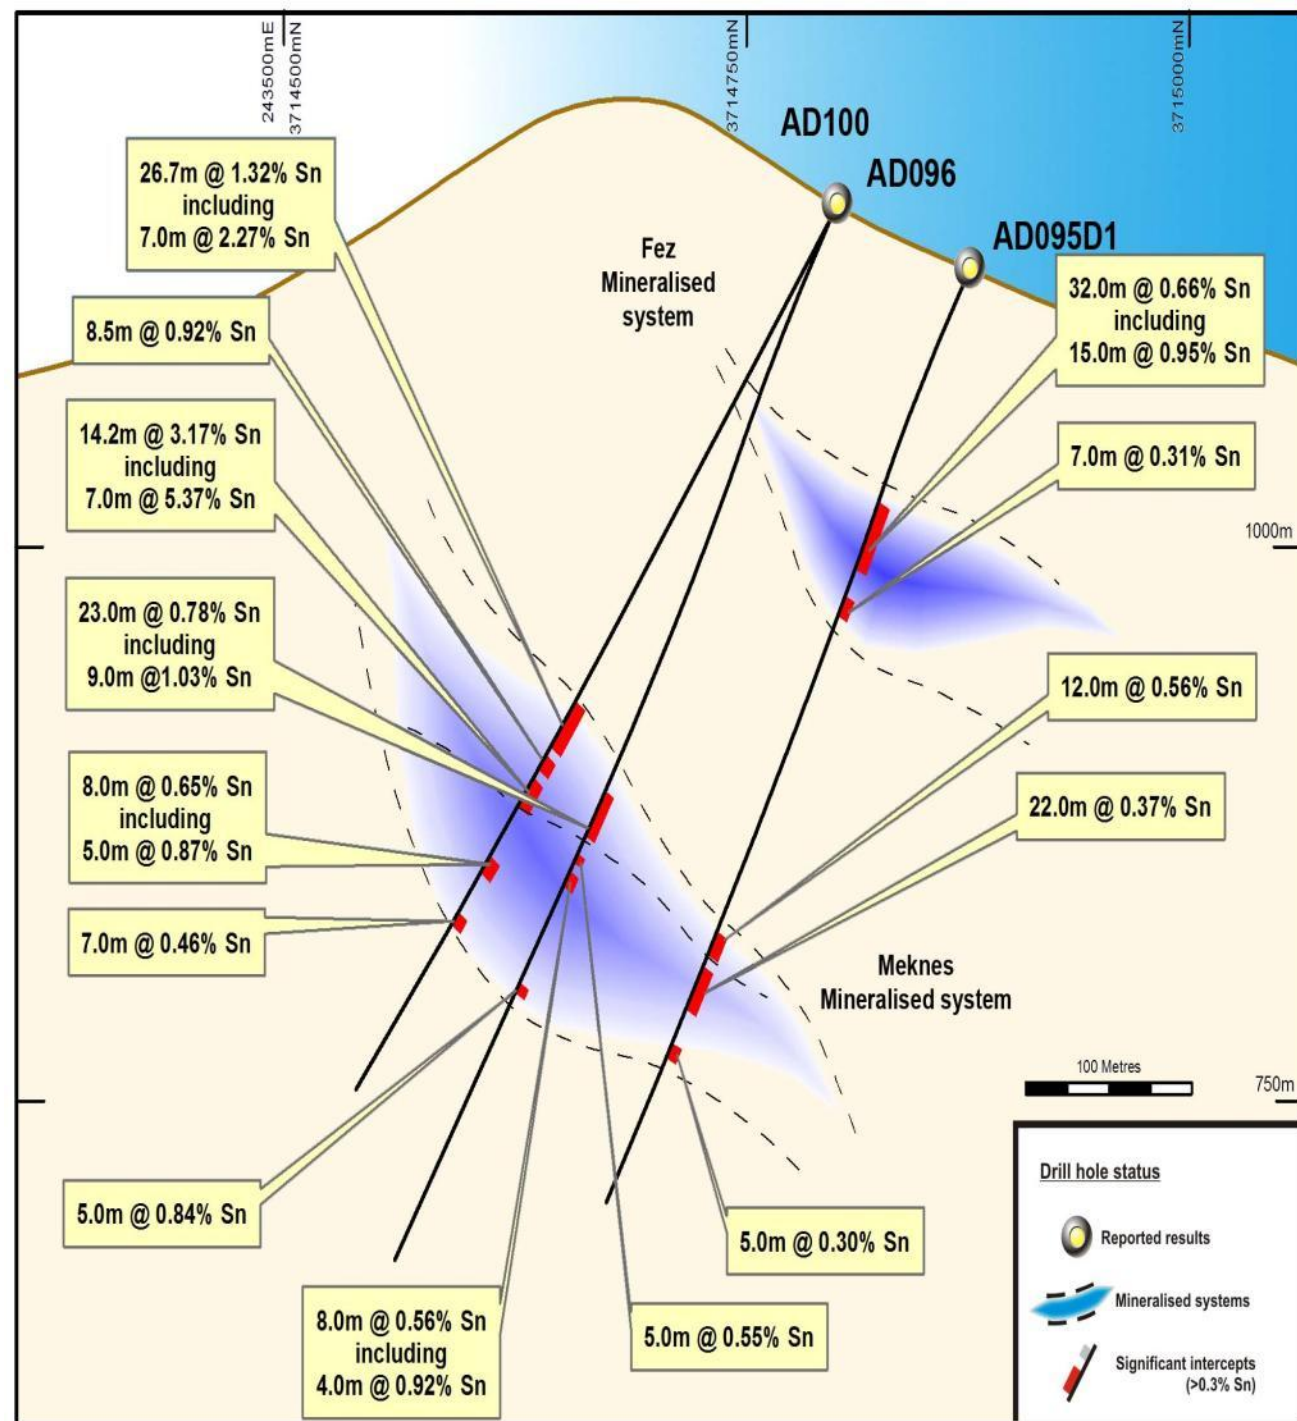 243500mE
3714500mN
3714750mN
3715000mN
AD100
AD096
AD095D1
26.7m @ 1.32% Sn
including
7.0m @ 2.27% Sn
Fez
Mineralised
system
32.0m @ 0.66% Sn
including
15.0m @ 0.95% Sn
8.5m @ 0.92% Sn
14.2m @ 3.17% Sn
including
7.0m @ 5.37% Sn
7.0m @ 0.31% Sn
1000m
23.0m @ 0.78% Sn
including
9.0m @1.03% Sn
12.0m @ 0.56% Sn
8.0m @ 0.65% Sn
including
5.0m @ 0.87% Sn
22.0m @ 0.37% Sn
7.0m @ 0.46% Sn
Meknes
Mineralised system
100 Metres
750m
5.0m @ 0.84% Sn
5.0m @ 0.30% Sn
8.0m @ 0.56% Sn
including
4.0m @ 0.92% Sn
5.0m @ 0.55% Sn
Drill hole status
Reported results
Mineralised systems
Significant intercepts
(>0.3% Sn)